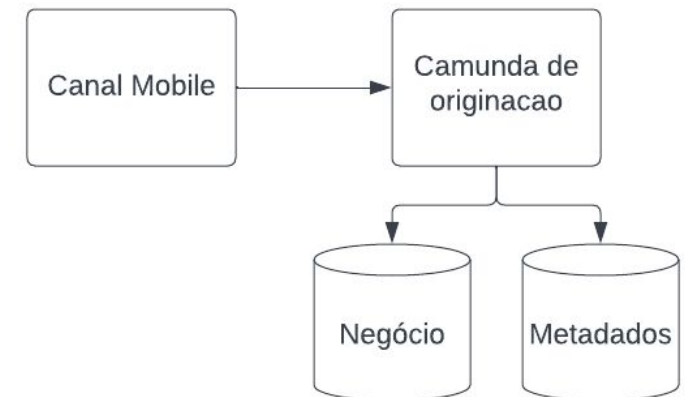 Canal Mobile
Camunda de
originacao
Negócio
Metadados